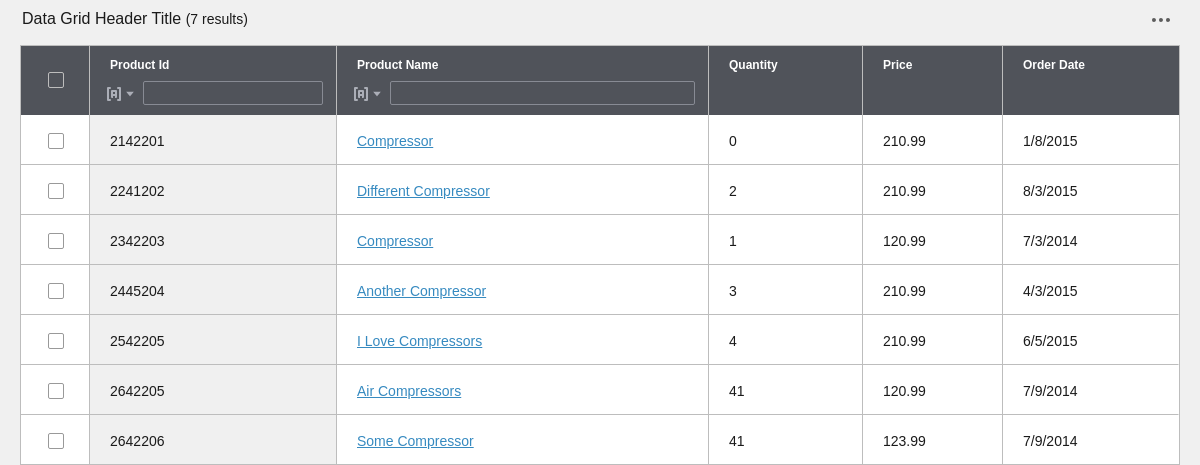 Data Grid Header Title (7 results)
Product Id Product Name Quantity Price Order Date
2142201 Compressor 0 210.99 1/8/2015
2241202 Different Compressor 2 210.99 8/3/2015
2342203 Compressor 1 120.99 7/3/2014
2445204 Another Compressor 3 210.99 4/3/2015
2542205 I Love Compressors 4 210.99 6/5/2015
2642205 Air Compressors 41 120.99 7/9/2014
2642206 Some Compressor 41 123.99 7/9/2014